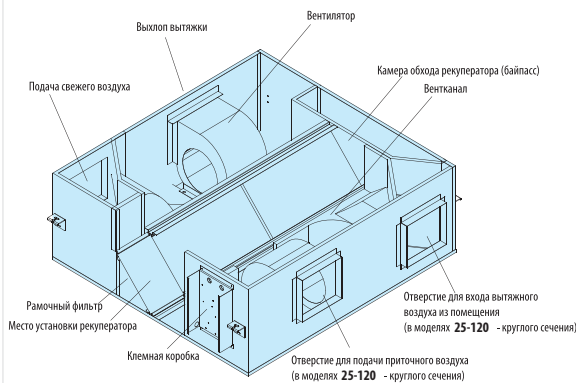 Вентилятор
Выхлоп вытяжки
Камера обхода рекуператора (байпасс)
Подача свежего воздуха
Вентканал
Рамочный фильтр
Место установки рекуператора
Клемная коробка
Отверстие для входа вытяжного
воздуха из помещения
(в моделях 25-120 - круглого сечения)
Отверстие для подачи приточного воздуха
(в моделях 25-120 - круглого сечения)